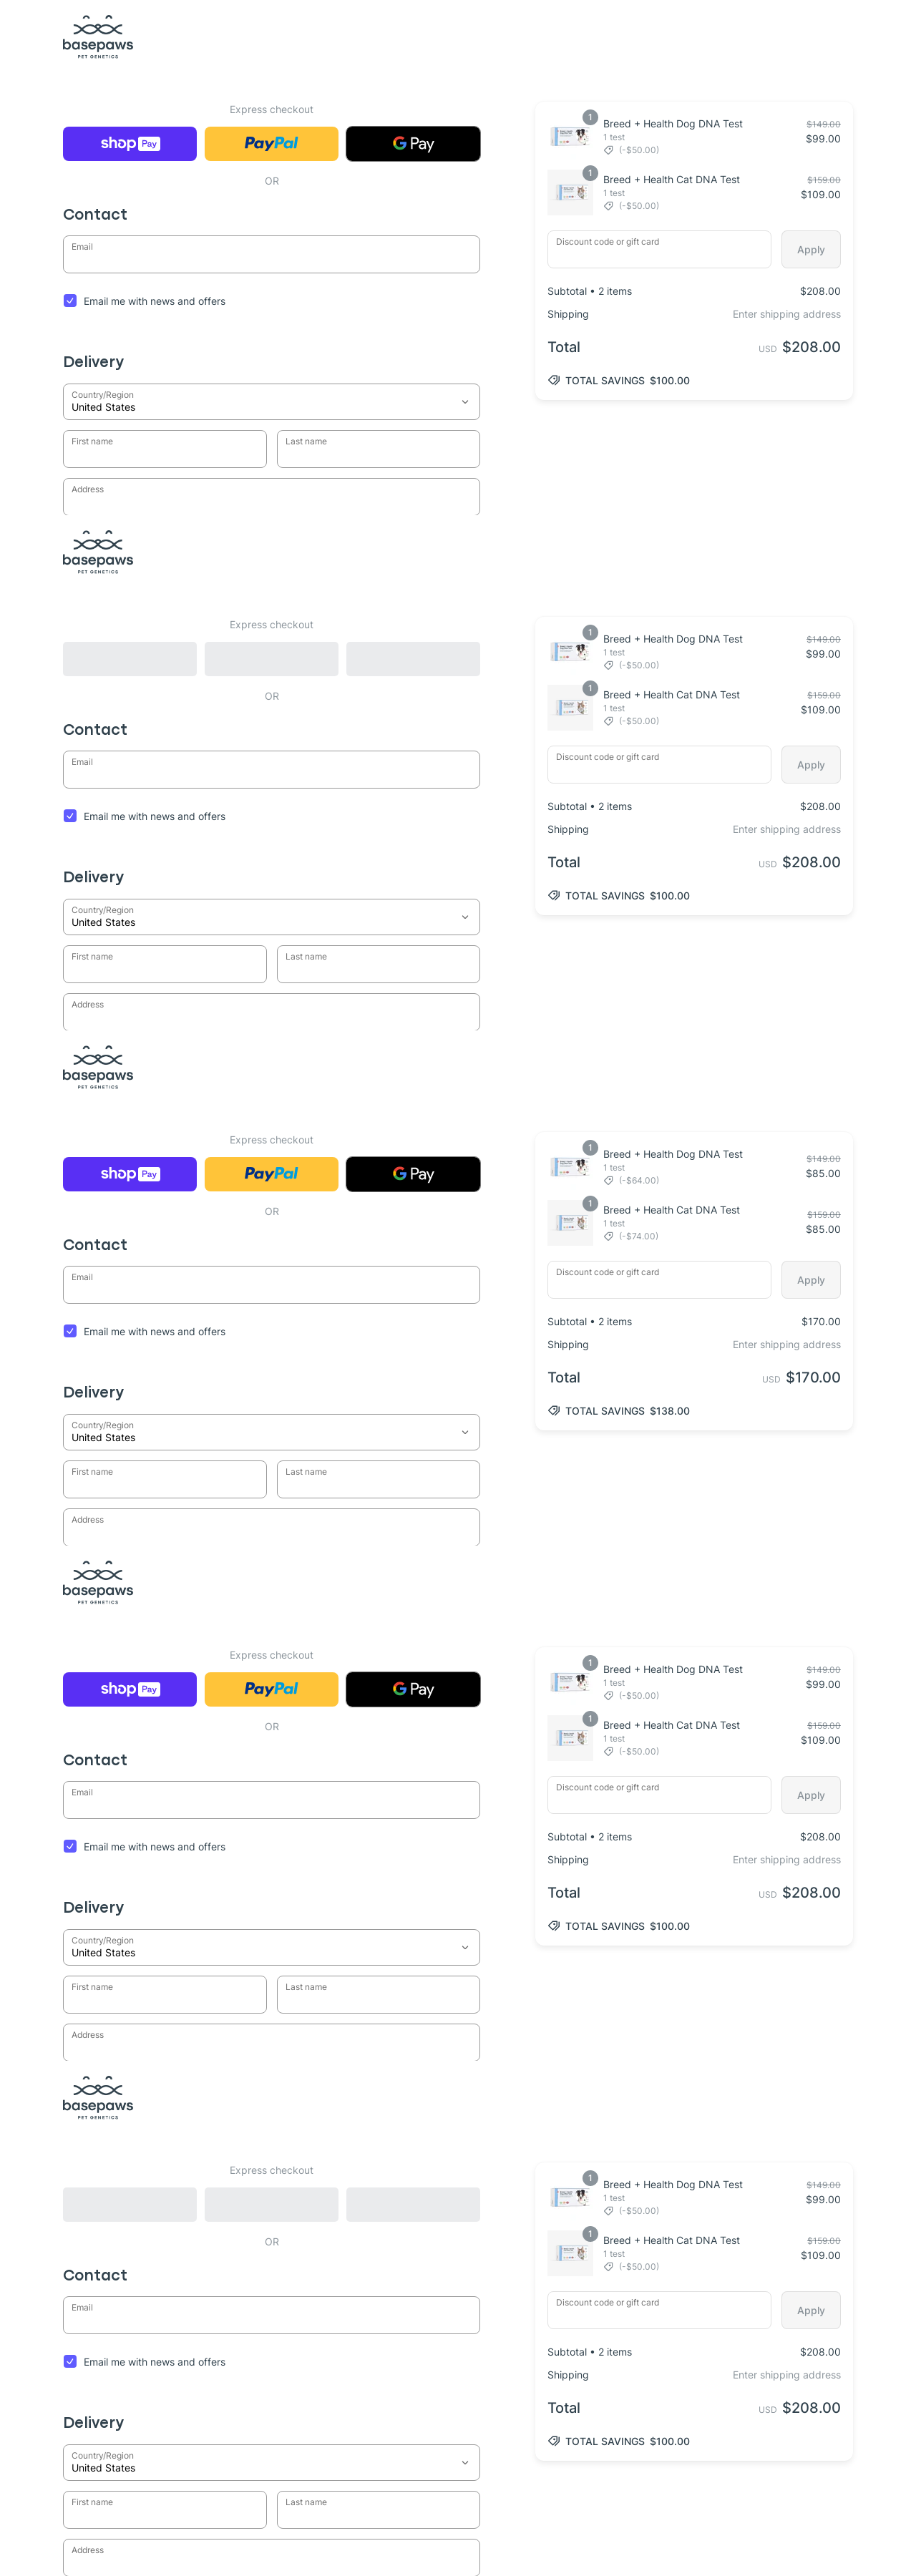 basepaws
PET GENETICS
Express checkout
shop Pay
PayPal
G Pay
OR
Contact
Email
Email me with news and offers
Delivery
Country/Region
United States
First name
Last name
Address
1
Breed + Health Dog DNA Test
1 test
(-$50.00)
$149.00
$99.00
1
Breed + Health Cat DNA Test
1 test
(-$50.00)
$159.00
$109.00
Discount code or gift card
Apply
Subtotal • 2 items $208.00
Shipping Enter shipping address
Total USD $208.00
TOTAL SAVINGS $100.00
basepaws
PET GENETICS
Express checkout
OR
Contact
Email
Email me with news and offers
Delivery
Country/Region
United States
First name
Last name
Address
1
Breed + Health Dog DNA Test
1 test
(-$50.00)
$149.00
$99.00
1
Breed + Health Cat DNA Test
1 test
(-$50.00)
$159.00
$109.00
Discount code or gift card
Apply
Subtotal • 2 items $208.00
Shipping Enter shipping address
Total USD $208.00
TOTAL SAVINGS $100.00
basepaws
PET GENETICS
Express checkout
shop Pay
PayPal
G Pay
OR
Contact
Email
Email me with news and offers
Delivery
Country/Region
United States
First name
Last name
Address
1
Breed + Health Dog DNA Test
1 test
(-$64.00)
$149.00
$85.00
1
Breed + Health Cat DNA Test
1 test
(-$74.00)
$159.00
$85.00
Discount code or gift card
Apply
Subtotal • 2 items $170.00
Shipping Enter shipping address
Total USD $170.00
TOTAL SAVINGS $138.00
basepaws
PET GENETICS
Express checkout
shop Pay
PayPal
G Pay
OR
Contact
Email
Email me with news and offers
Delivery
Country/Region
United States
First name
Last name
Address
1
Breed + Health Dog DNA Test
1 test
(-$50.00)
$149.00
$99.00
1
Breed + Health Cat DNA Test
1 test
(-$50.00)
$159.00
$109.00
Discount code or gift card
Apply
Subtotal • 2 items $208.00
Shipping Enter shipping address
Total USD $208.00
TOTAL SAVINGS $100.00
basepaws
PET GENETICS
Express checkout
OR
Contact
Email
Email me with news and offers
Delivery
Country/Region
United States
First name
Last name
Address
1
Breed + Health Dog DNA Test
1 test
(-$50.00)
$149.00
$99.00
1
Breed + Health Cat DNA Test
1 test
(-$50.00)
$159.00
$109.00
Discount code or gift card
Apply
Subtotal • 2 items $208.00
Shipping Enter shipping address
Total USD $208.00
TOTAL SAVINGS $100.00